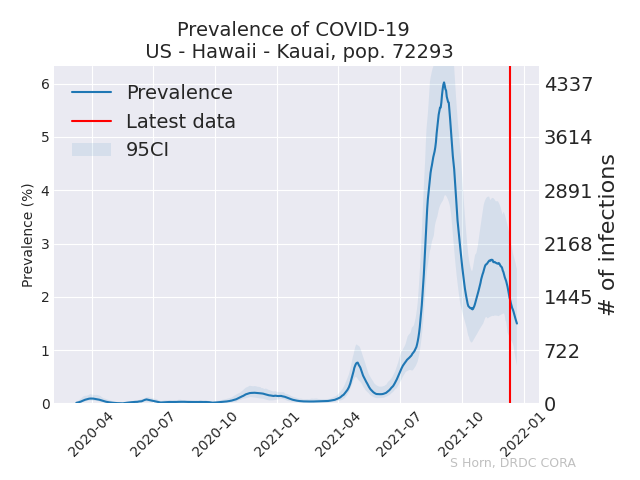 Prevalence of COVID-19
US - Hawaii - Kauai, pop. 72293
Prevalence
Latest data
95CI
Prevalence (%)
6
5
4
3
2
1
0
4337
3614
2891
2168
1445
722
0
# of infections
2020-04
2020-07
2020-10
2021-01
2021-04
2021-07
2021-10
2022-01
S Horn, DRDC CORA